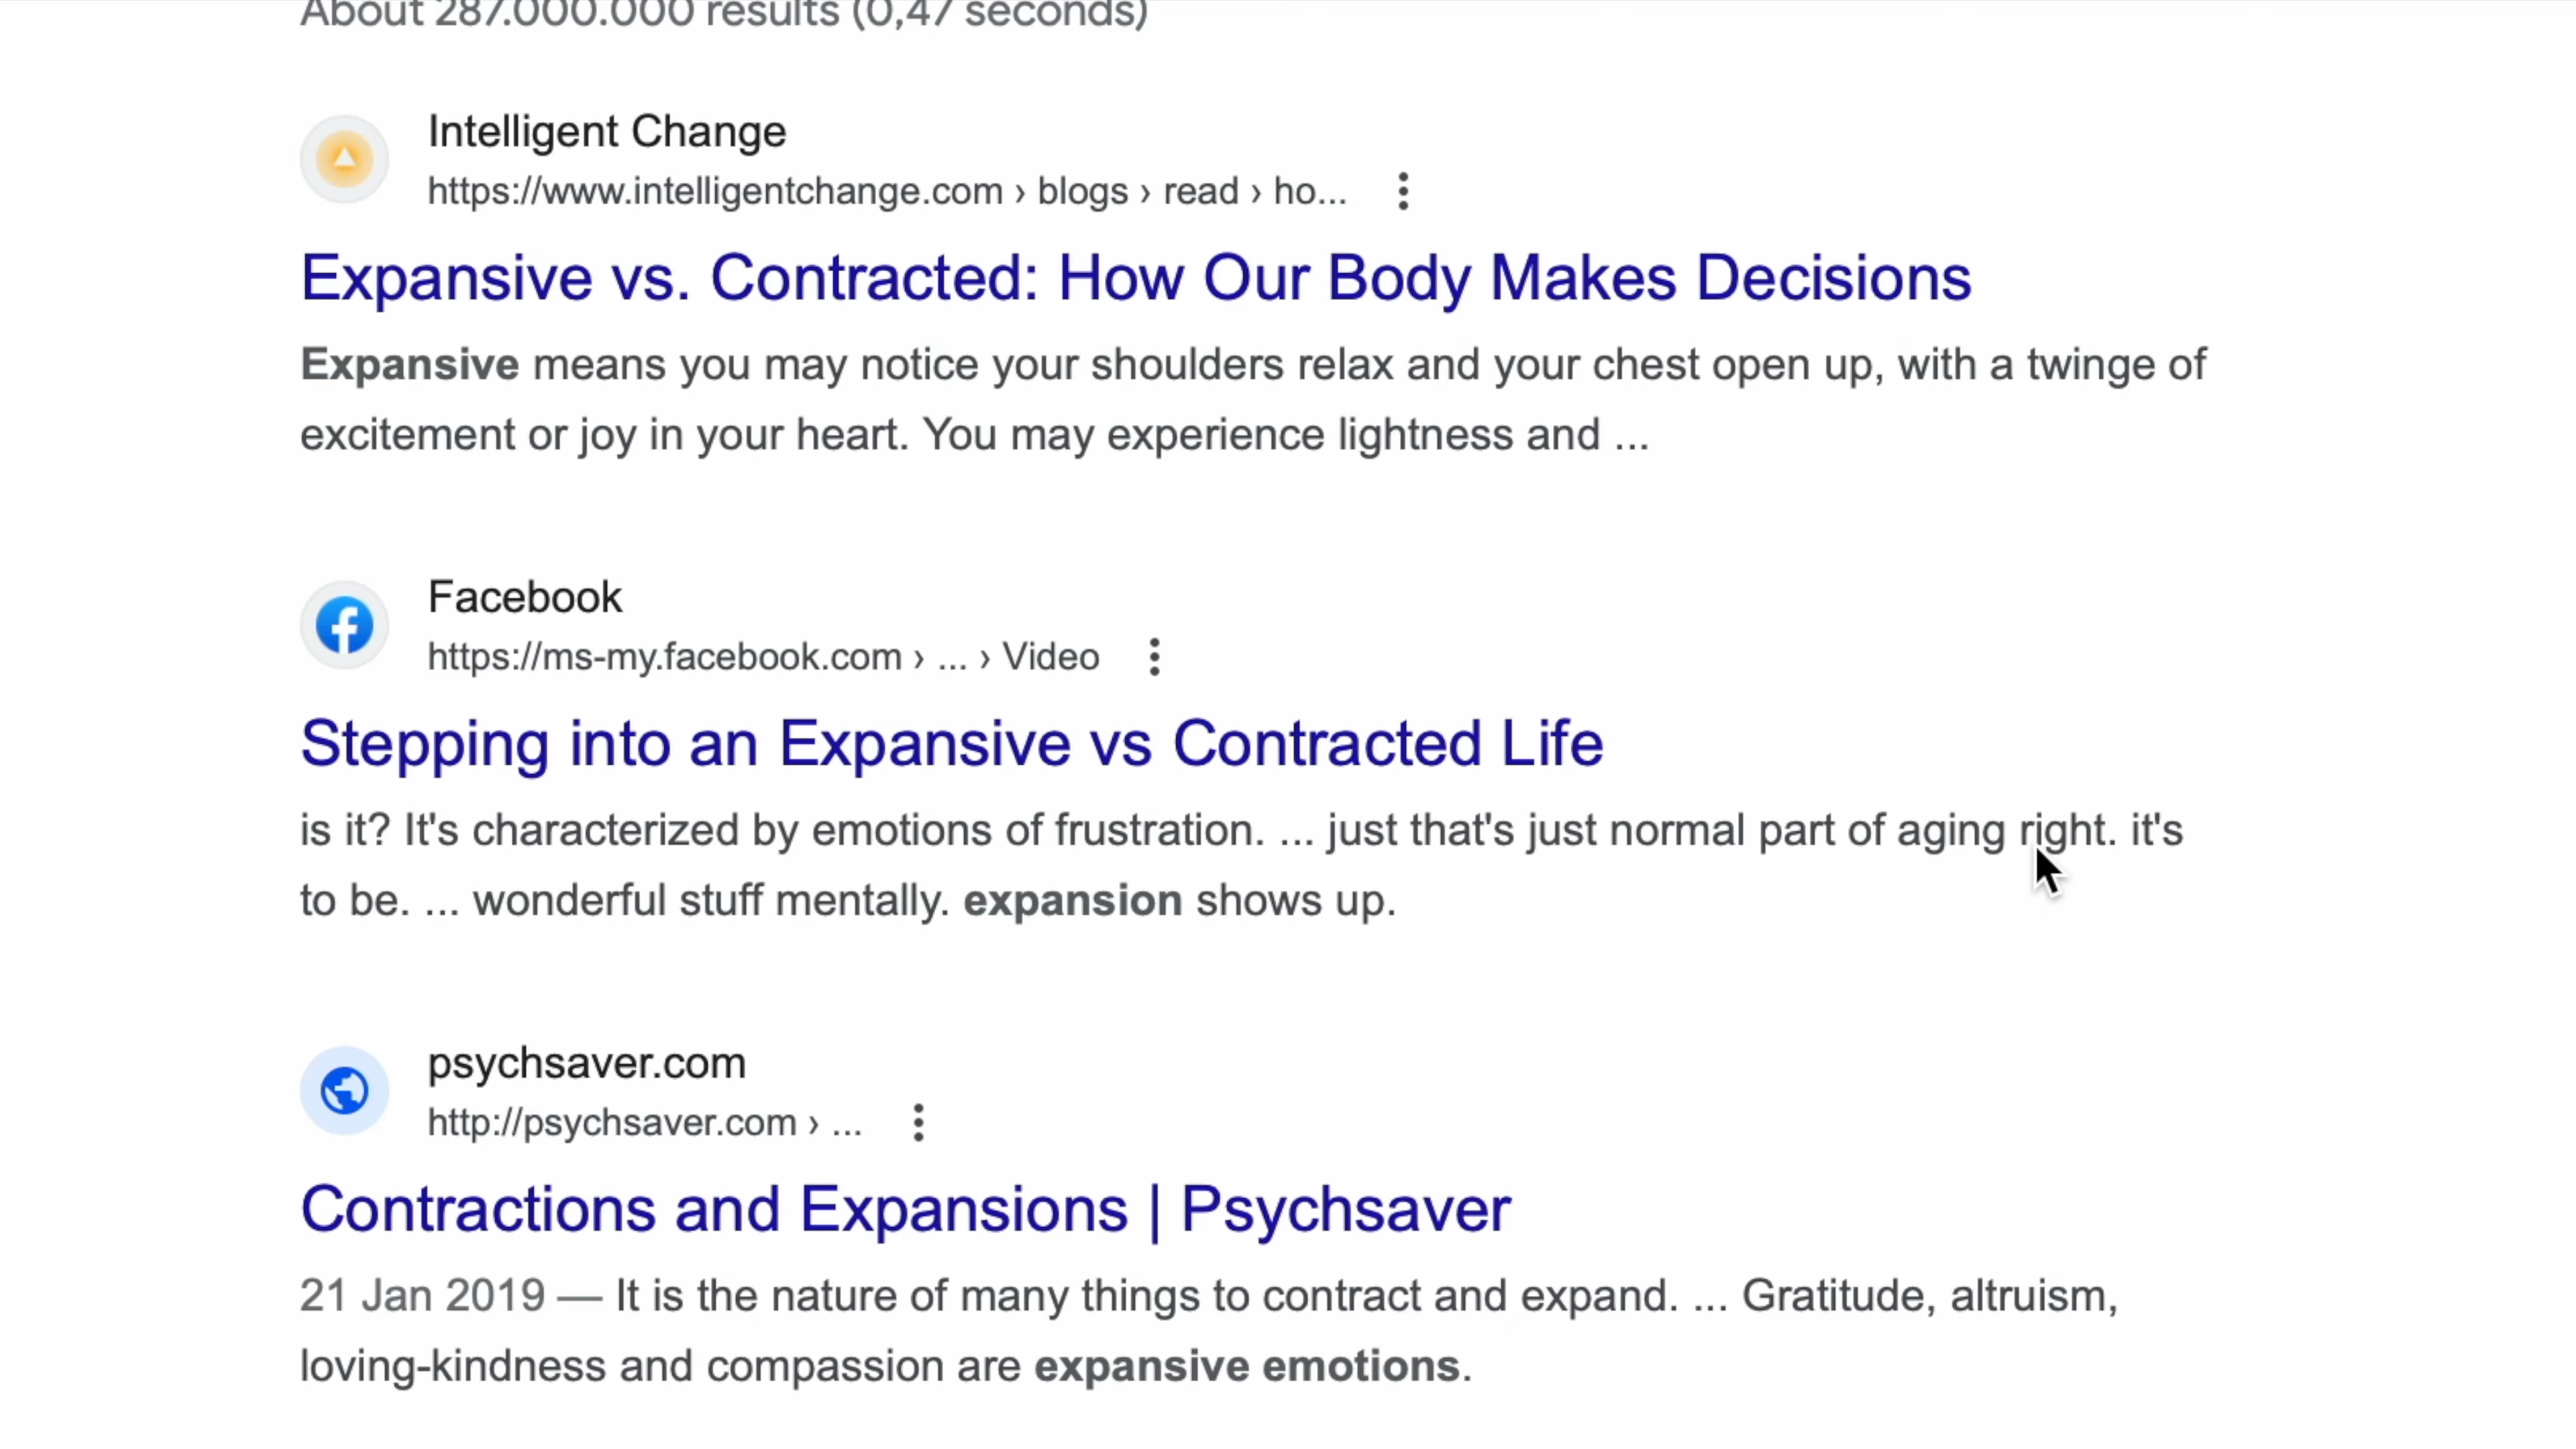 About 287.000.000 results (0,47 seconds)
Intelligent Change
https://www.intelligentchange.com › blogs › read › ho...
Expansive vs. Contracted: How Our Body Makes Decisions
Expansive means you may notice your shoulders relax and your chest open up, with a twinge of
excitement or joy in your heart. You may experience lightness and ...
Facebook
https://ms-my.facebook.com › ... › Video
Stepping into an Expansive vs Contracted Life
is it? It's characterized by emotions of frustration. ... just that's just normal part of aging right. it's
to be. ... wonderful stuff mentally. expansion shows up.
psychsaver.com
http://psychsaver.com › ...
Contractions and Expansions | Psychsaver
21 Jan 2019 — It is the nature of many things to contract and expand. ... Gratitude, altruism,
loving-kindness and compassion are expansive emotions.